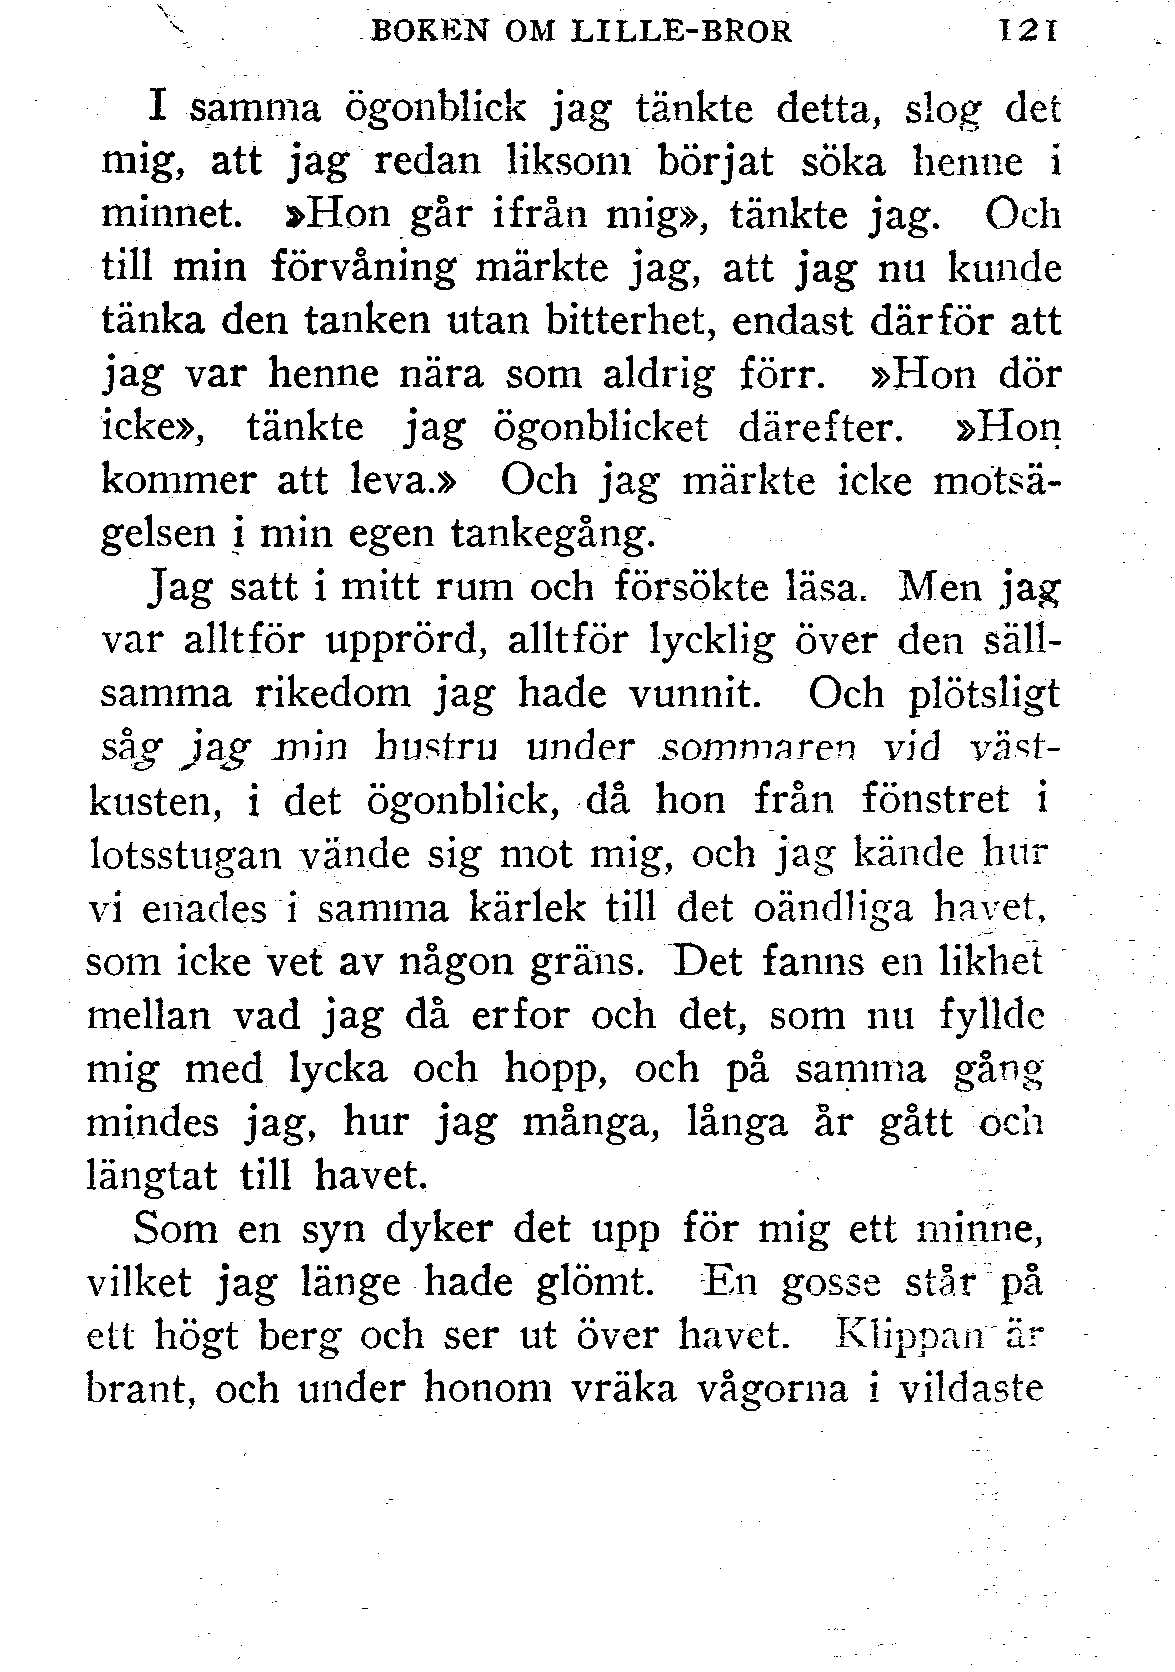 BOKEN OM LILLE-BROR 121
I samma ögonblick jag tänkte detta, slog det
mig, att jag redan liksom börjat söka henne i
minnet. »Hon går ifrån mig», tänkte jag. Och
till min förvåning märkte jag, att jag nu kunde
tänka den tanken utan bitterhet, endast därför att
jag var henne nära som aldrig förr. »Hon dör
icke», tänkte jag ögonblicket därefter. »Hon
kommer att leva.» Och jag märkte icke motsä-
gelsen i min egen tankegång.
Jag satt i mitt rum och försökte läsa. Men jag
var alltför upprörd, alltför lycklig över den säll-
samma rikedom jag hade vunnit. Och plötsligt
såg jag min hustru under sommaren vid väst-
kusten, i det ögonblick, då hon från fönstret i
lotsstugan vände sig mot mig, och jag kände hur
vi enades i samma kärlek till det oändliga havet,
som icke vet av någon gräns. Det fanns en likhet
mellan vad jag då erfor och det, som nu fyllde
mig med lycka och hopp, och på samma gång
mindes jag, hur jag många, långa år gått och
längtat till havet.
Som en syn dyker det upp för mig ett minne,
vilket jag länge hade glömt. En gosse står på
ett högt berg och ser ut över havet. Klippan är
brant, och under honom vräka vågorna i vildaste